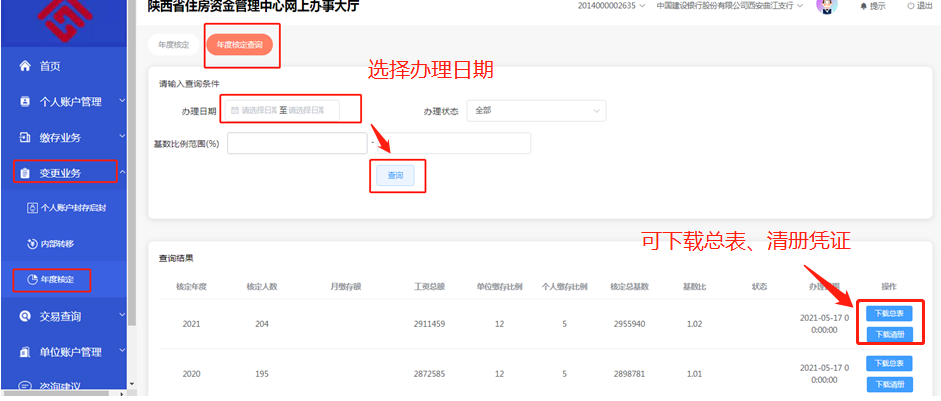 陕西省住房资金管理中心网上办事大厅
2014000002635 中国建设银行股份有限公司西安曲江支行 提示 退出
首页
个人账户管理
缴存业务
变更业务
个人账户封存启封
内部转移
年度核定
交易查询
单位账户管理
咨询建议
年度核定 年度核定查询
选择办理日期
请输入查询条件
办理日期 请选择日期 至 请选择日期 办理状态 全部
基数比例范围(%) -
查询
可下载总表、清册凭证
查询结果
核定年度 核定人数 月缴存额 工资总额 单位缴存比例 个人缴存比例 核定总基数 基数比 状态 办理日期 操作
2021 204 2911459 12 5 2955940 1.02 2021-05-17 0 下载总表
0:00:00 下载清册
2020 195 2872585 12 5 2898781 1.01 2021-05-17 0 下载总表
0:00:00 下载清册